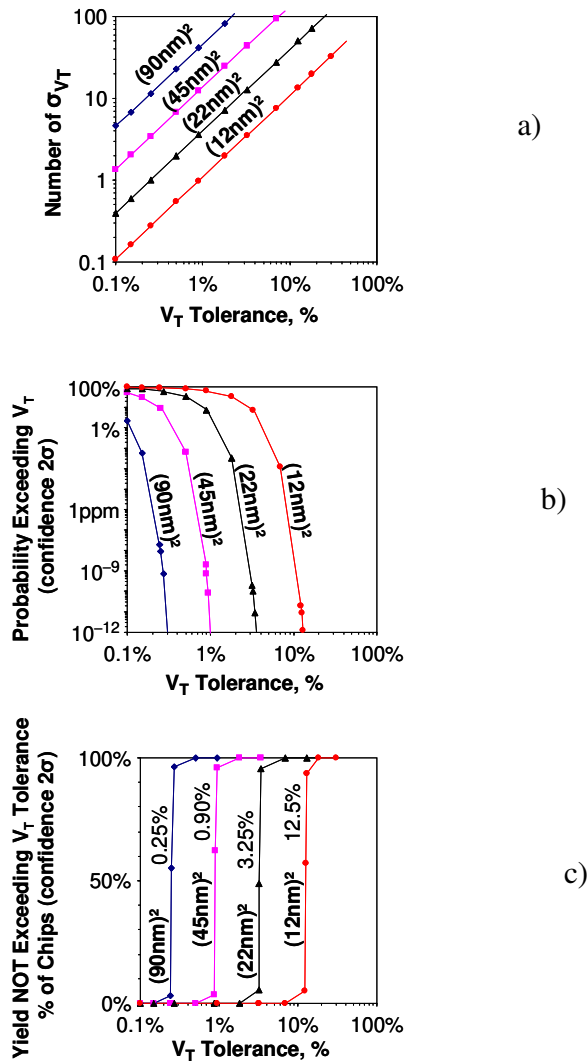 100
10
1
0.1
Number of σVT
(90nm)²
(45nm)²
(22nm)²
(12nm)²
0.1% 1% 10% 100%
VT Tolerance, %
a)
100%
1%
1ppm
10⁻⁹
10⁻¹²
Probability Exceeding VT
(confidence 2σ)
(90nm)²
(45nm)²
(22nm)²
(12nm)²
0.1% 1% 10% 100%
VT Tolerance, %
b)
100%
50%
0%
Yield NOT Exceeding VT Tolerance
% of Chips (confidence 2σ)
(90nm)²
0.25%
(45nm)²
0.90%
(22nm)²
3.25%
(12nm)²
12.5%
0.1% 1% 10% 100%
VT Tolerance, %
c)